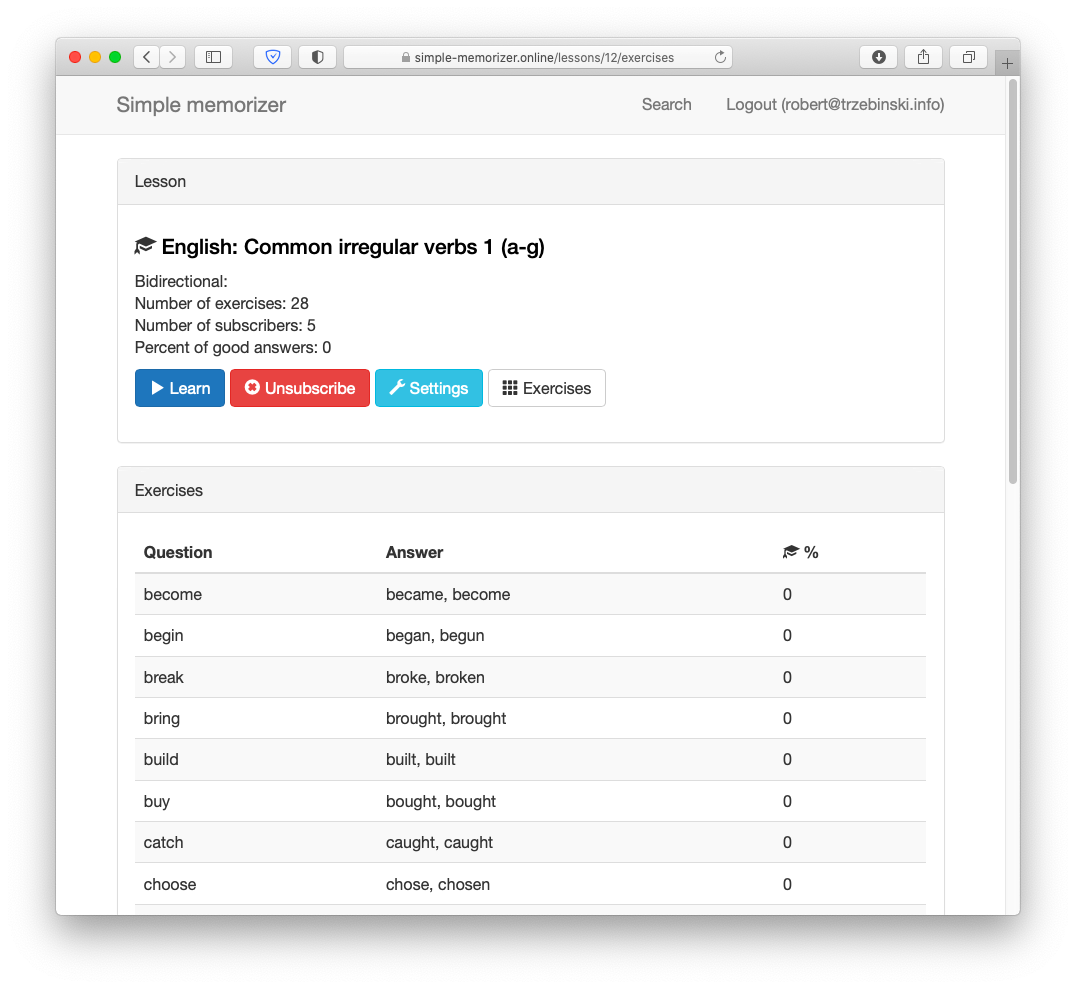 simple-memorizer.online/lessons/12/exercises
Simple memorizer Search Logout (robert@trzebinski.info)
Lesson
English: Common irregular verbs 1 (a-g)
Bidirectional:
Number of exercises: 28
Number of subscribers: 5
Percent of good answers: 0
Learn Unsubscribe Settings Exercises
Exercises
Question Answer %
become became, become 0
begin began, begun 0
break broke, broken 0
bring brought, brought 0
build built, built 0
buy bought, bought 0
catch caught, caught 0
choose chose, chosen 0